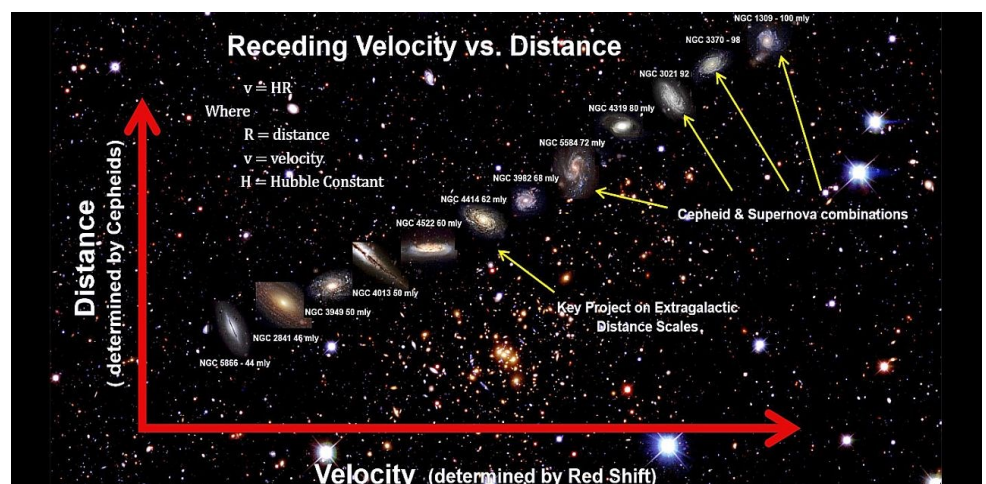 Receding Velocity vs. Distance
v = HR
Where
R = distance
v = velocity.
H = Hubble Constant
NGC 1309 - 100 mly
NGC 3370 - 98
NGC 3021 92
NGC 4319 80 mly
NGC 5584 72 mly
NGC 3982 68 mly
NGC 4414 62 mly
NGC 4522 60 mly
NGC 4013 50 mly
NGC 3949 50 mly
NGC 2841 46 mly
NGC 5866 - 44 mly
Cepheid & Supernova combinations
Key Project on Extragalactic
Distance Scales,
Distance
(determined by Cepheids)
Velocity (determined by Red Shift)